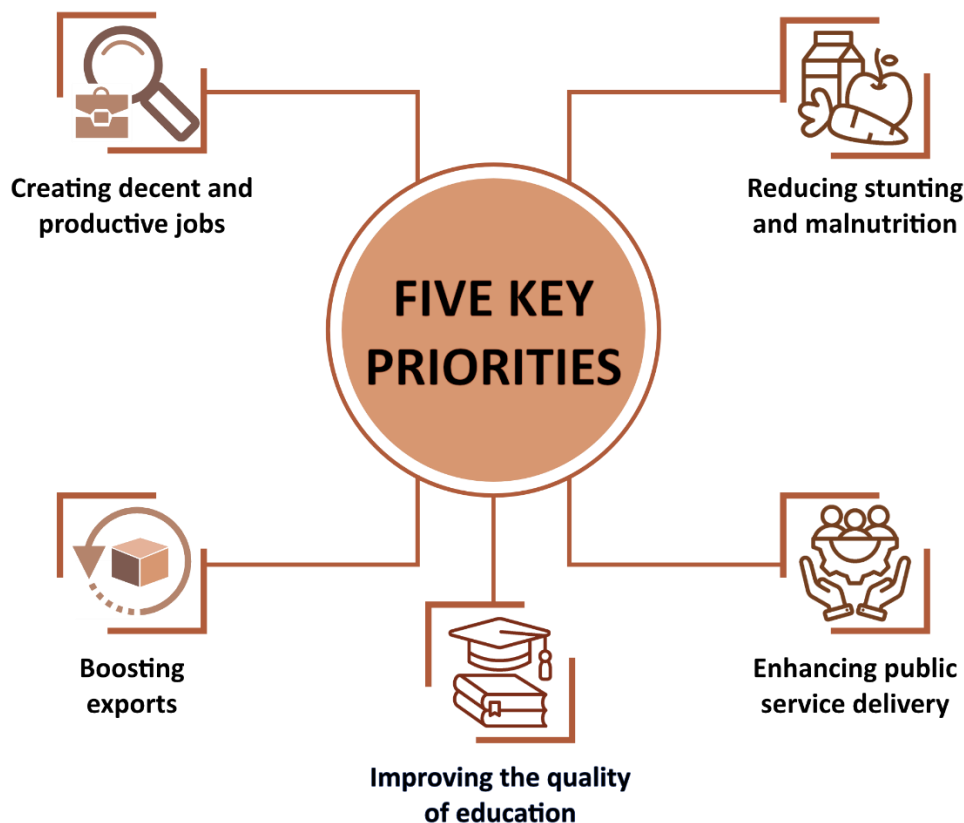 Creating decent and
productive jobs
Reducing stunting
and malnutrition
FIVE KEY
PRIORITIES
Boosting
exports
Improving the quality
of education
Enhancing public
service delivery